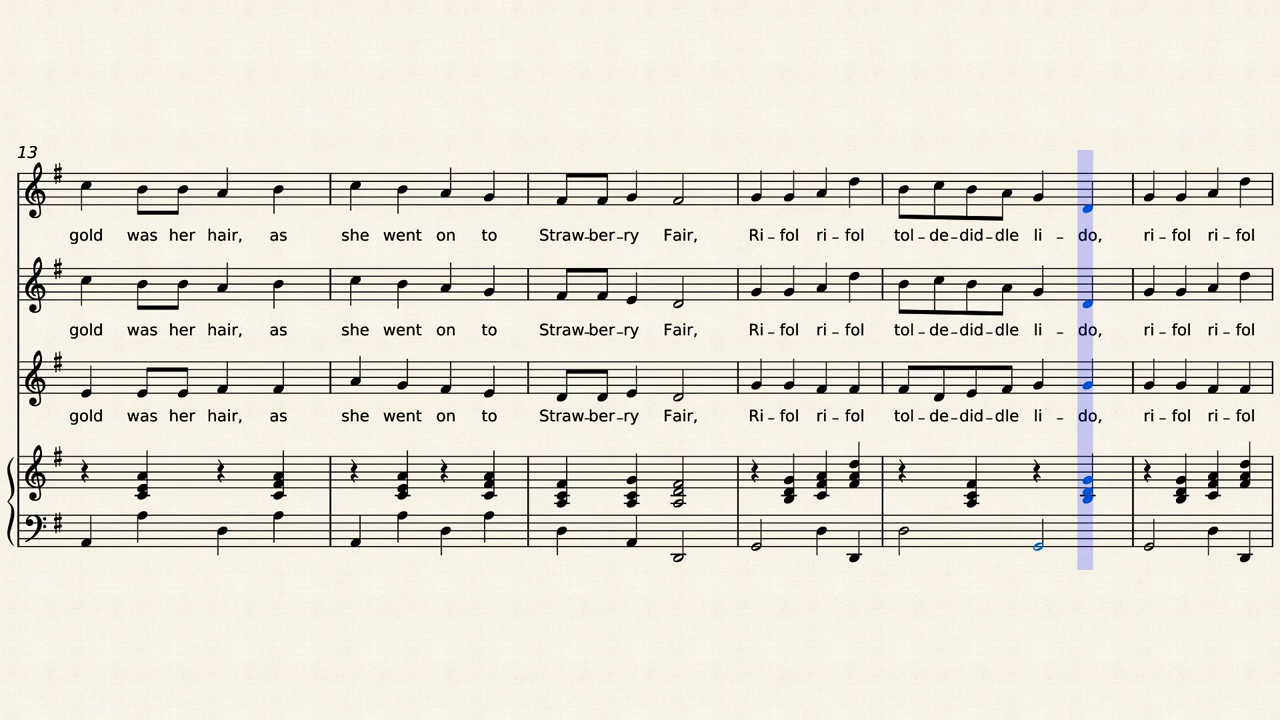 13
gold was her hair, as she went on to Straw-ber-ry Fair, Ri-fol ri-fol tol-de-did-dle li-do, ri-fol ri-fol
gold was her hair, as she went on to Straw-ber-ry Fair, Ri-fol ri-fol tol-de-did-dle li-do, ri-fol ri-fol
gold was her hair, as she went on to Straw-ber-ry Fair, Ri-fol ri-fol tol-de-did-dle li-do, ri-fol ri-fol